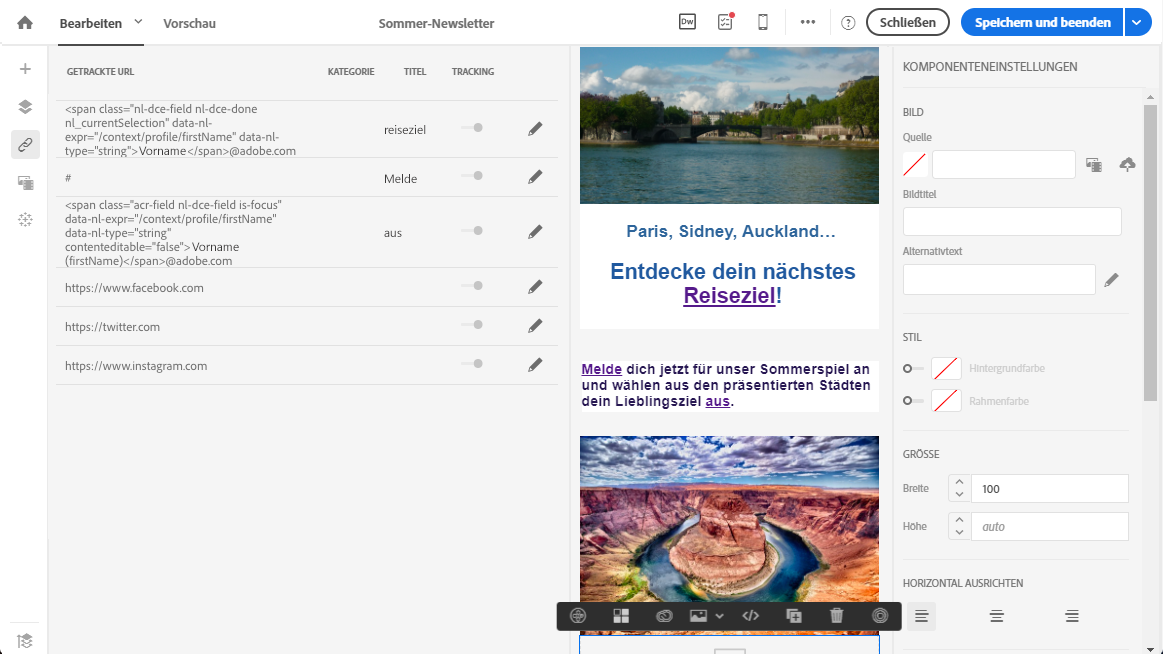 Bearbeiten
Vorschau
Sommer-Newsletter
Dw
Schließen
Speichern und beenden
GETRACKTE URL
KATEGORIE
TITEL
TRACKING
<span class="nl-dce-field nl-dce-done
nl_currentSelection" data-nl-
expr="/context/profile/firstName" data-nl-
type="string">Vorname</span>@adobe.com
reiseziel
#
Melde
<span class="acr-field nl-dce-field is-focus"
data-nl-expr="/context/profile/firstName"
data-nl-type="string"
contenteditable="false">Vorname
(firstName)</span>@adobe.com
aus
https://www.facebook.com
https://twitter.com
https://www.instagram.com
Paris, Sidney, Auckland…
Entdecke dein nächstes
Reiseziel!
Melde dich jetzt für unser Sommerspiel an
und wählen aus den präsentierten Städten
dein Lieblingsziel aus.
KOMPONENTENEINSTELLUNGEN
BILD
Quelle
Bildtitel
Alternativtext
STIL
Hintergrundfarbe
Rahmenfarbe
GRÖSSE
Breite
100
Höhe
auto
HORIZONTAL AUSRICHTEN